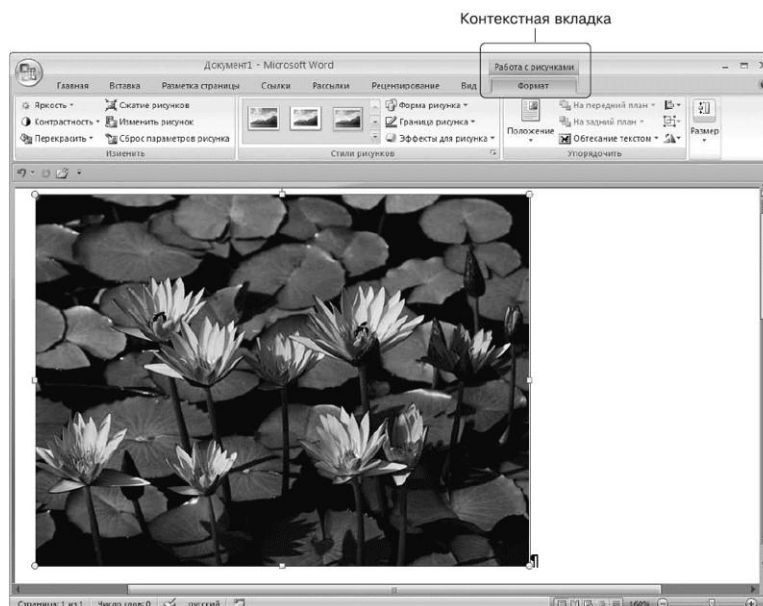 Контекстная вкладка
Документ1 - Microsoft Word
Работа с рисунками
Главная Вставка Разметка страницы Ссылки Рассылки Рецензирование Вид Формат
Яркость Сжатие рисунков Форма рисунка На передний план
Контрастность Изменить рисунок Граница рисунка Положение На задний план Размер
Перекрасить Сброс параметров рисунка Эффекты для рисунка Обтекание текстом
Изменить Стили рисунков Упорядочить
¶
Страница: 1 из 1 Число слов: 0 русский 160%